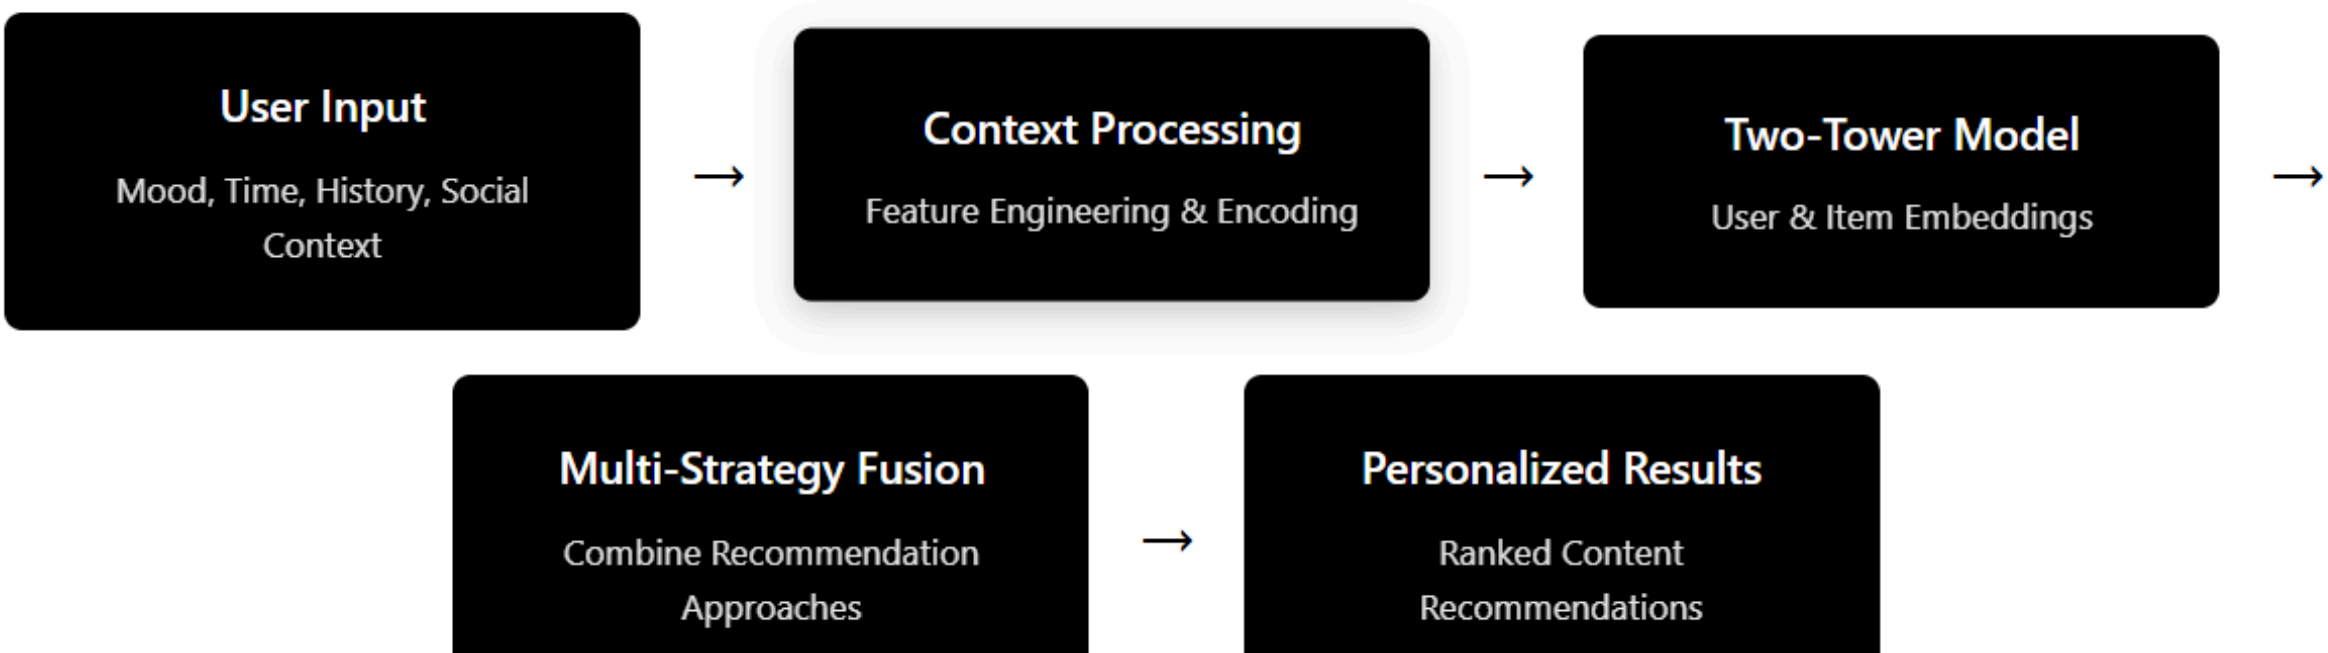 User Input
Mood, Time, History, Social
Context
→
Context Processing
Feature Engineering & Encoding
→
Two-Tower Model
User & Item Embeddings
→
Multi-Strategy Fusion
Combine Recommendation
Approaches
→
Personalized Results
Ranked Content
Recommendations